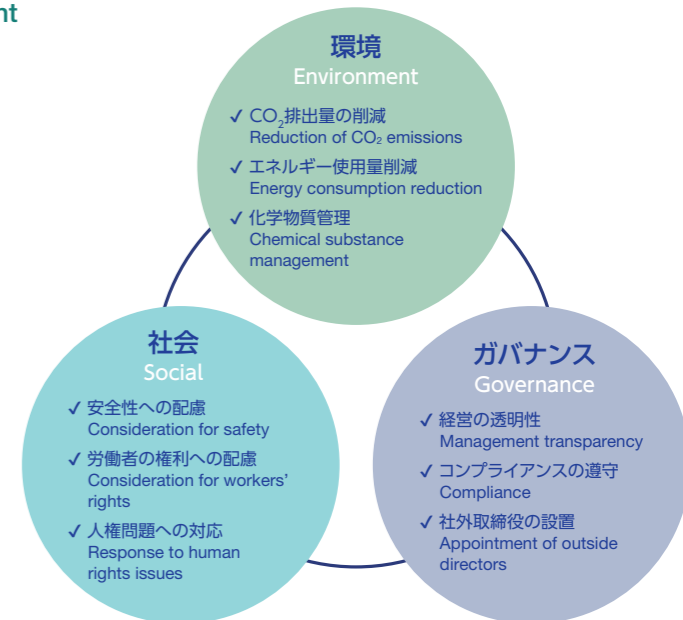 nt
環境
Environment
✓ CO₂排出量の削減
Reduction of CO₂ emissions
✓ エネルギー使用量削減
Energy consumption reduction
✓ 化学物質管理
Chemical substance
management
社会
Social
✓ 安全性への配慮
Consideration for safety
✓ 労働者の権利への配慮
Consideration for workers'
rights
✓ 人権問題への対応
Response to human
rights issues
ガバナンス
Governance
✓ 経営の透明性
Management transparency
✓ コンプライアンスの遵守
Compliance
✓ 社外取締役の設置
Appointment of outside
directors